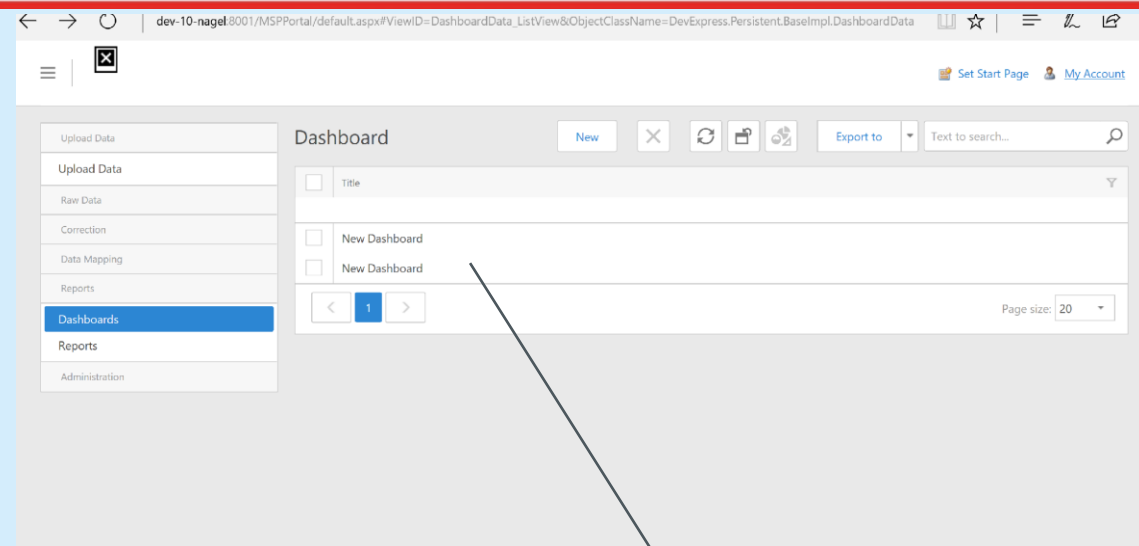 dev-10-nagel:8001/MSPPortal/default.aspx#ViewID=DashboardData_ListView&ObjectClassName=DevExpress.Persistent.BaseImpl.DashboardData
Set Start Page My Account
Upload Data
Upload Data
Raw Data
Correction
Data Mapping
Reports
Dashboards
Reports
Administration
Dashboard New Export to Text to search...
Title
New Dashboard
New Dashboard
1
Page size: 20